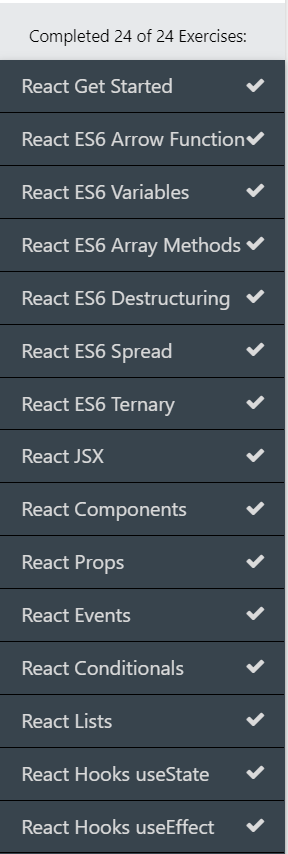 Completed 24 of 24 Exercises:
React Get Started
React ES6 Arrow Function
React ES6 Variables
React ES6 Array Methods
React ES6 Destructuring
React ES6 Spread
React ES6 Ternary
React JSX
React Components
React Props
React Events
React Conditionals
React Lists
React Hooks useState
React Hooks useEffect